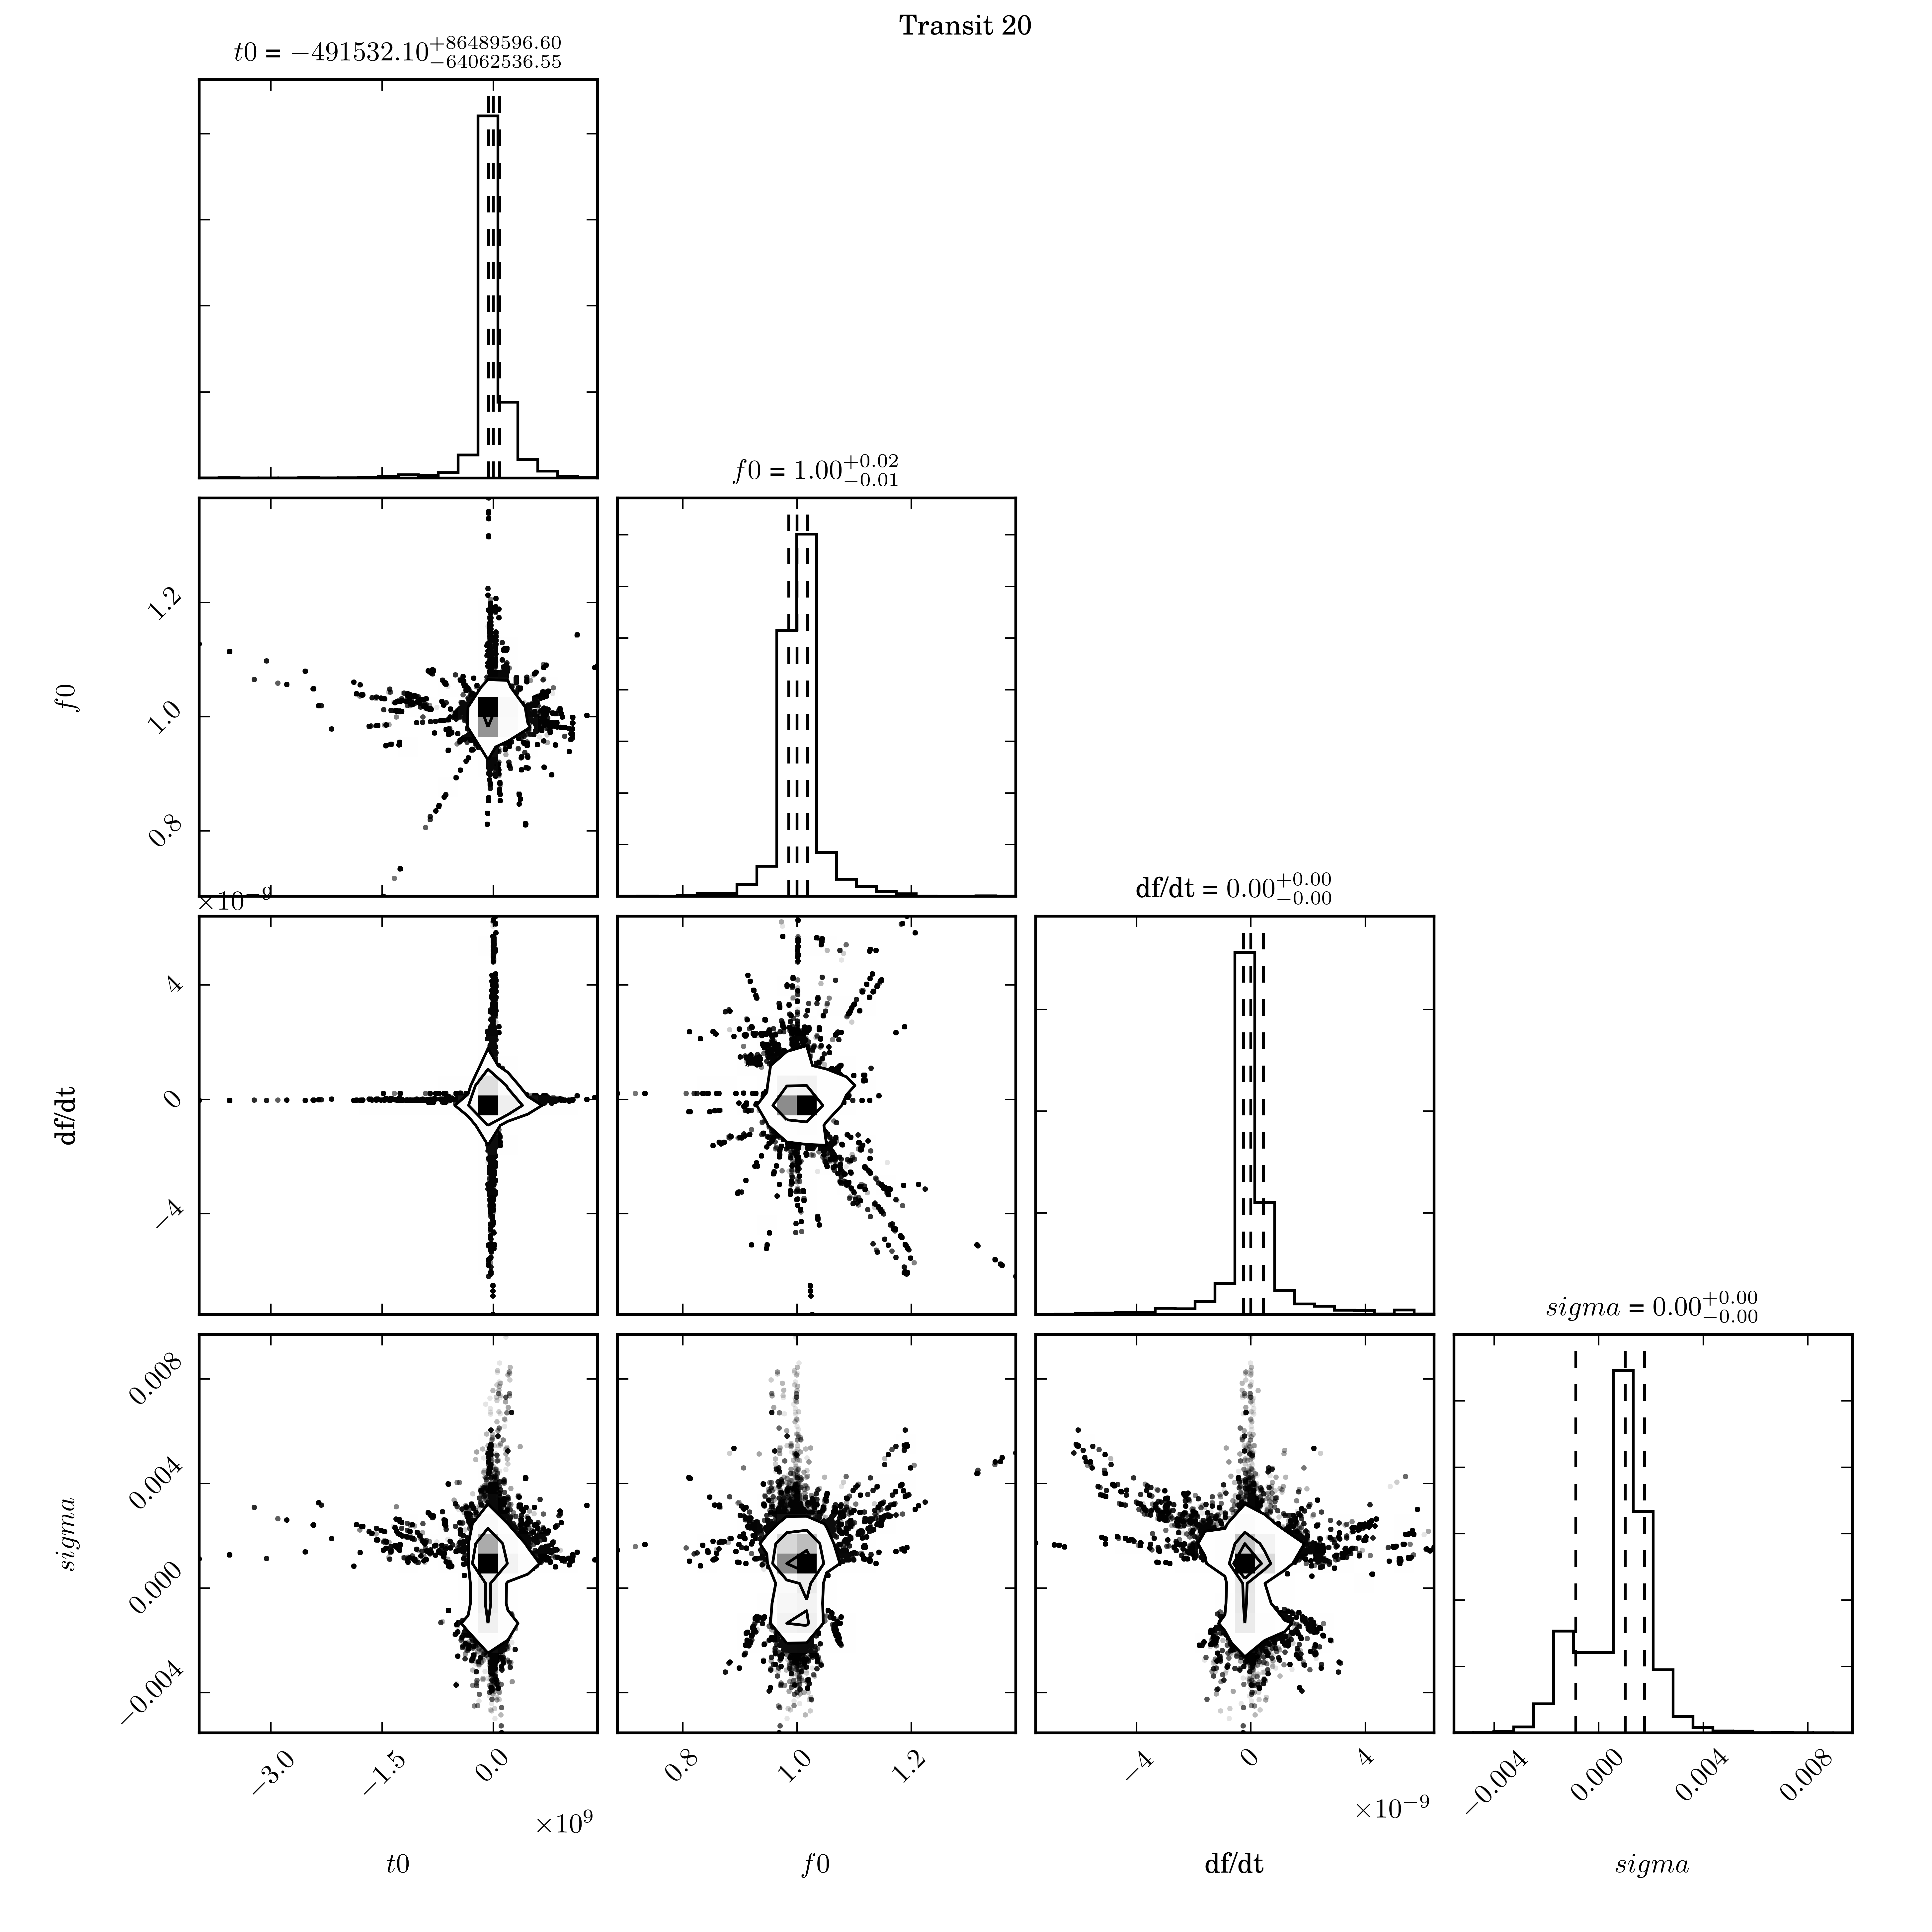 Transit 20
t0 = −491532.10 +86489596.60 −64062536.55
f0 = 1.00 +0.02 −0.01
1.2
1.0
0.8
f0
×10⁻⁹
df/dt = 0.00 +0.00 −0.00
4
0
−4
df/dt
sigma = 0.00 +0.00 −0.00
0.008
0.004
0.000
−0.004
sigma
−3.0 −1.5 0.0 0.8 1.0 1.2 −4 0 4 −0.004 0.000 0.004 0.008
×10⁹ ×10⁻⁹
t0 f0 df/dt sigma